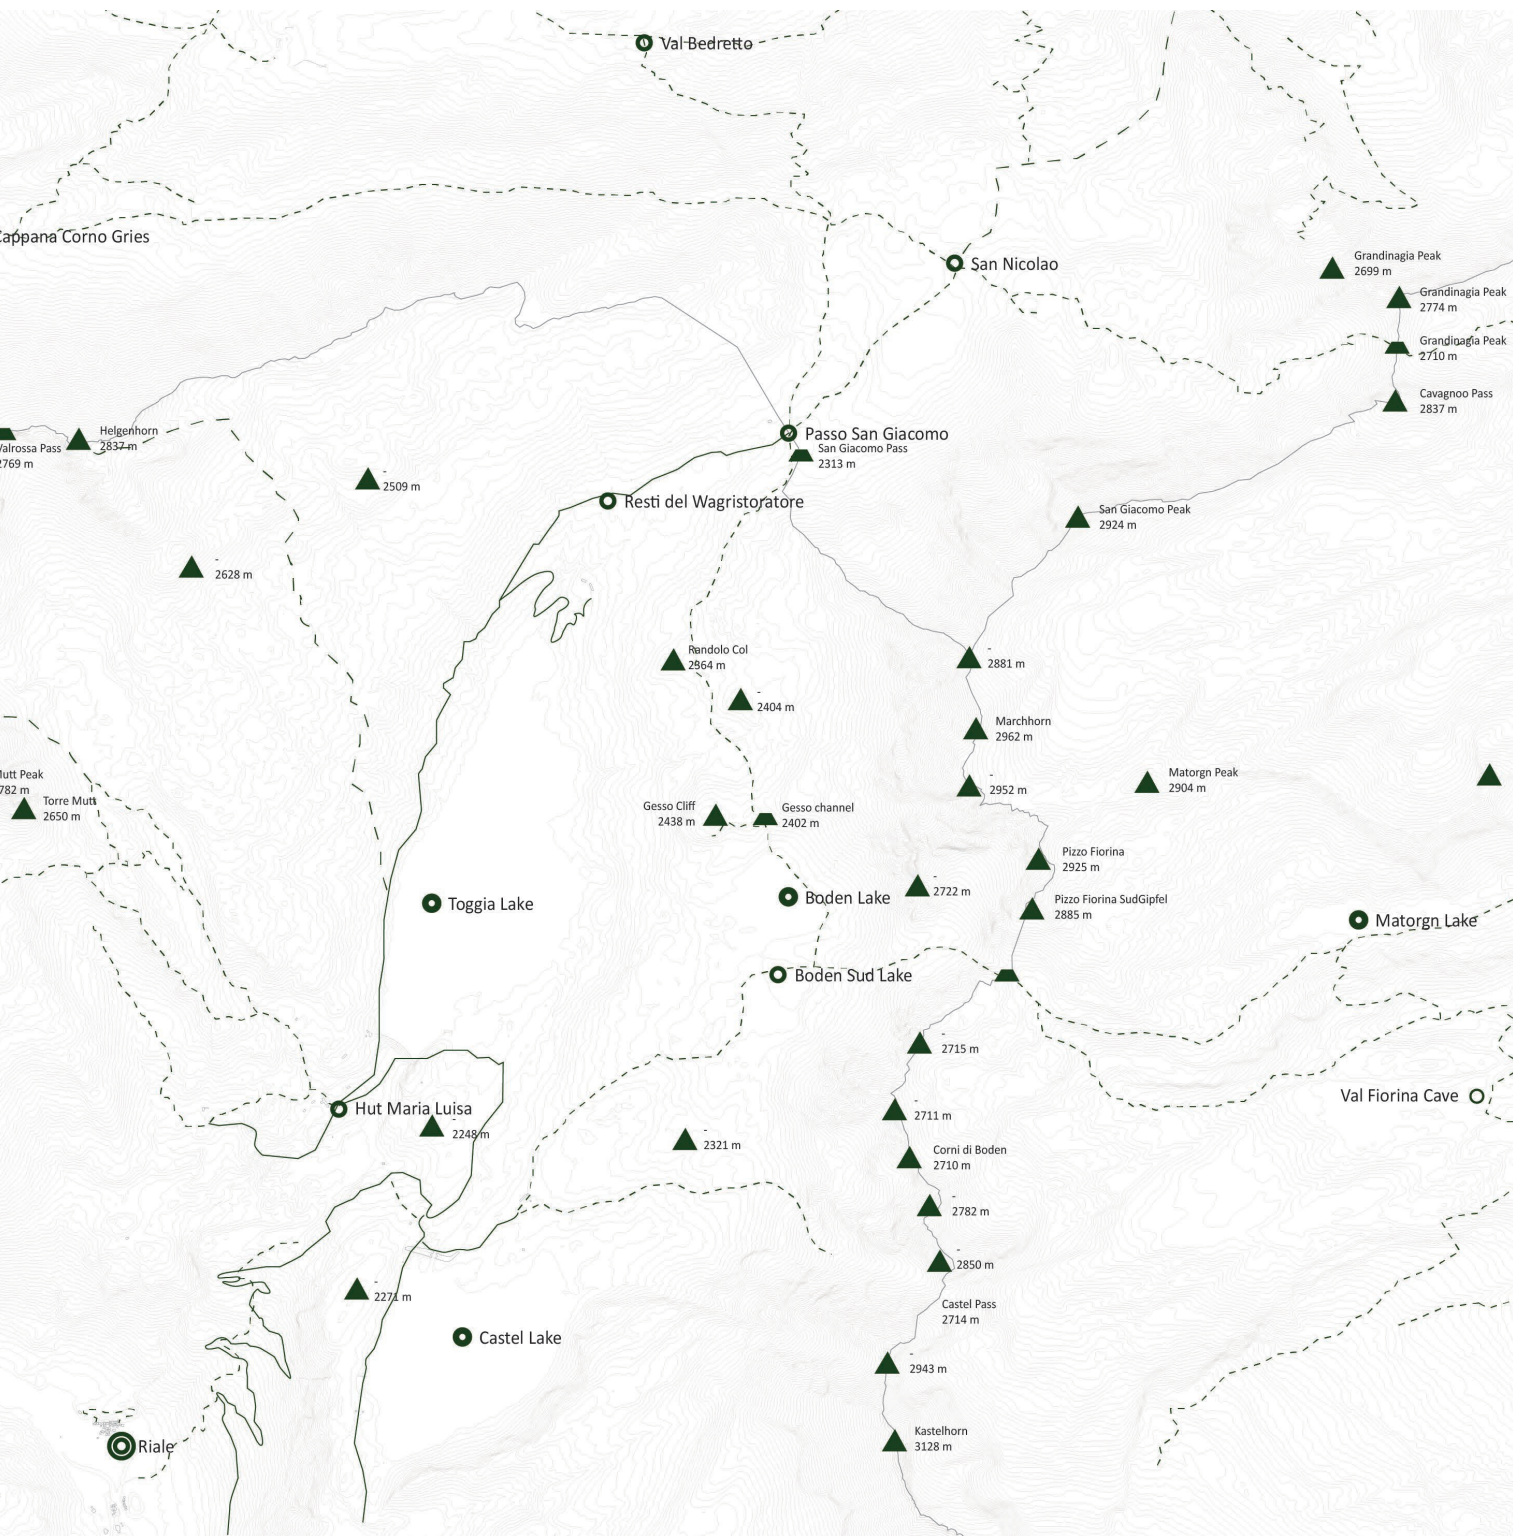 Val Bedretto
Cappana Corno Gries
San Nicolao
Grandinagia Peak
2699 m
Grandinagia Peak
2774 m
Grandinagia Peak
2710 m
Cavagnoo Pass
2837 m
Helgenhorn
2837 m
Valrossa Pass
2769 m
Passo San Giacomo
San Giacomo Pass
2313 m
-
2509 m
Resti del Wagristoratore
San Giacomo Peak
2924 m
-
2628 m
Randolo Col
2364 m
-
2881 m
-
2404 m
Marchhorn
2962 m
Mutt Peak
782 m
Torre Mutt
2650 m
-
2952 m
Matorgn Peak
2904 m
Gesso Cliff
2438 m
Gesso channel
2402 m
Pizzo Fiorina
2925 m
-
2722 m
Toggia Lake
Boden Lake
Pizzo Fiorina SudGipfel
2885 m
Matorgn Lake
Boden Sud Lake
-
2715 m
Val Fiorina Cave
Hut Maria Luisa
-
2248 m
-
2711 m
-
2321 m
Corni di Boden
2710 m
-
2782 m
-
2850 m
-
2271 m
Castel Pass
2714 m
Castel Lake
-
2943 m
Riale
Kastelhorn
3128 m